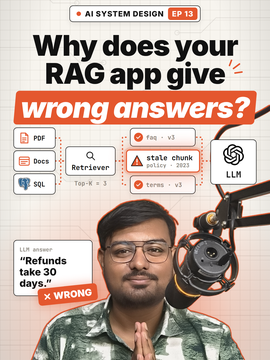 AI SYSTEM DESIGN EP 13
Why does your
RAG app give
wrong answers?
PDF
Docs
SQL
Retriever
Top-K = 3
faq · v3
stale chunk
policy · 2023
terms · v3
LLM
LLM answer
“Refunds
take 30
days.”
× WRONG